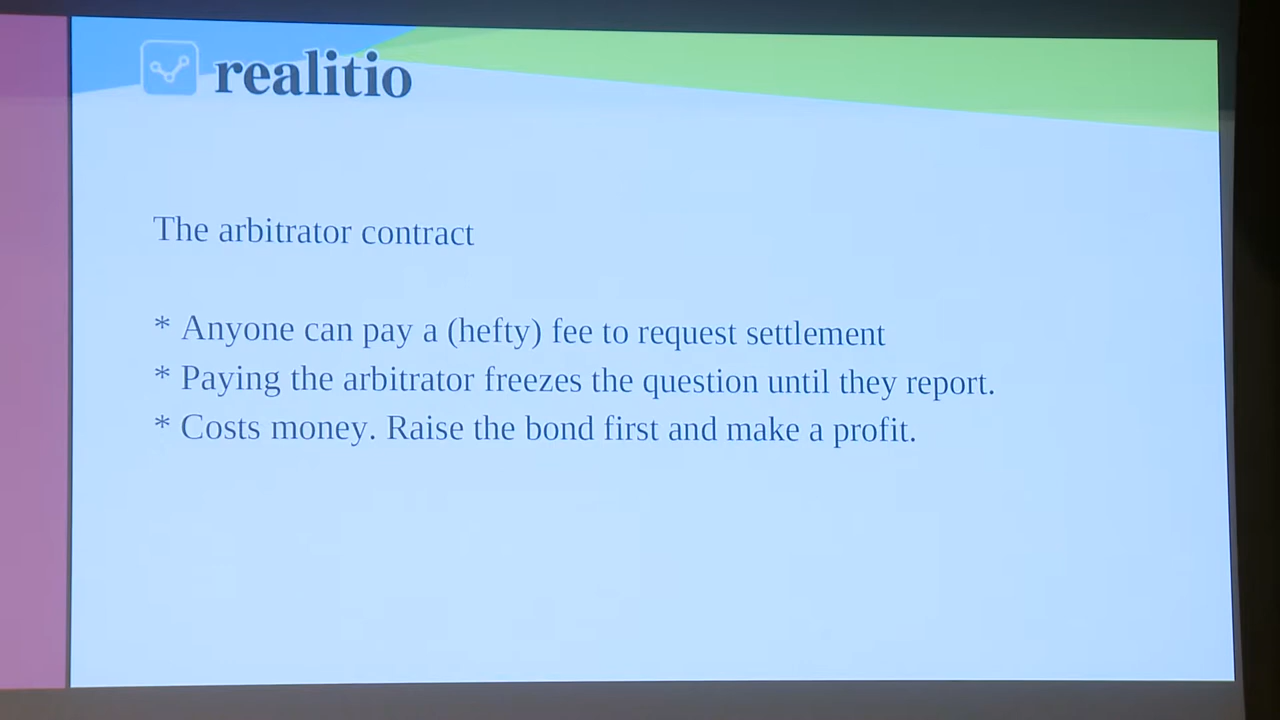 realitio
The arbitrator contract
* Anyone can pay a (hefty) fee to request settlement
* Paying the arbitrator freezes the question until they report.
* Costs money. Raise the bond first and make a profit.